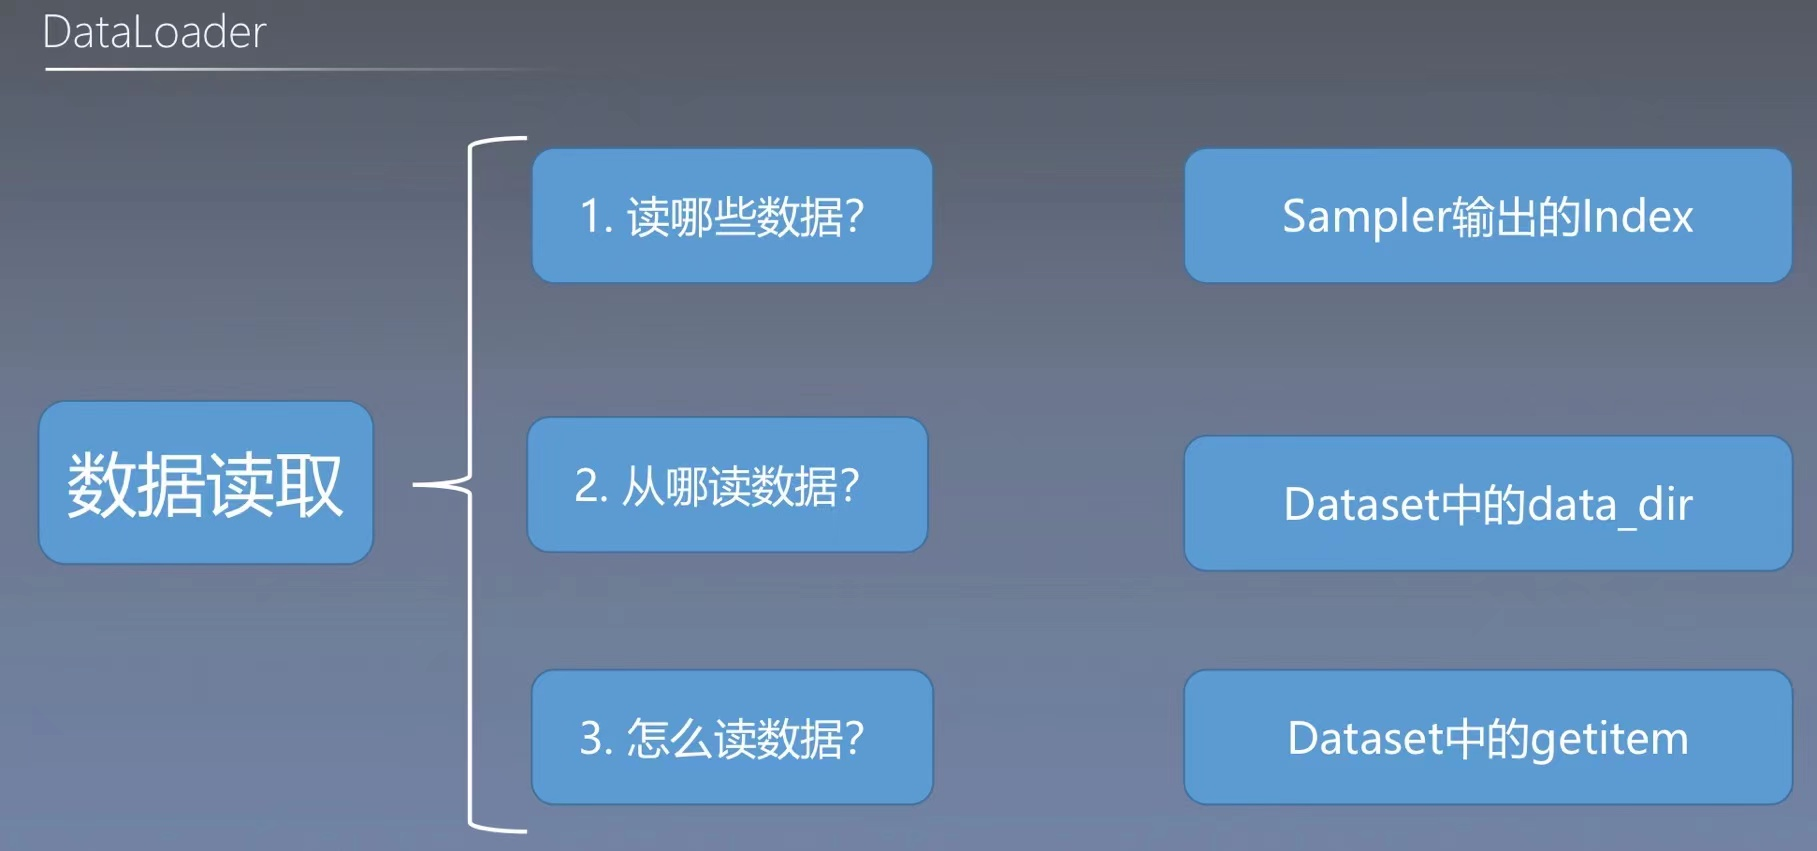 DataLoader
数据读取
1. 读哪些数据？
Sampler输出的Index
2. 从哪读数据？
Dataset中的data_dir
3. 怎么读数据？
Dataset中的getitem